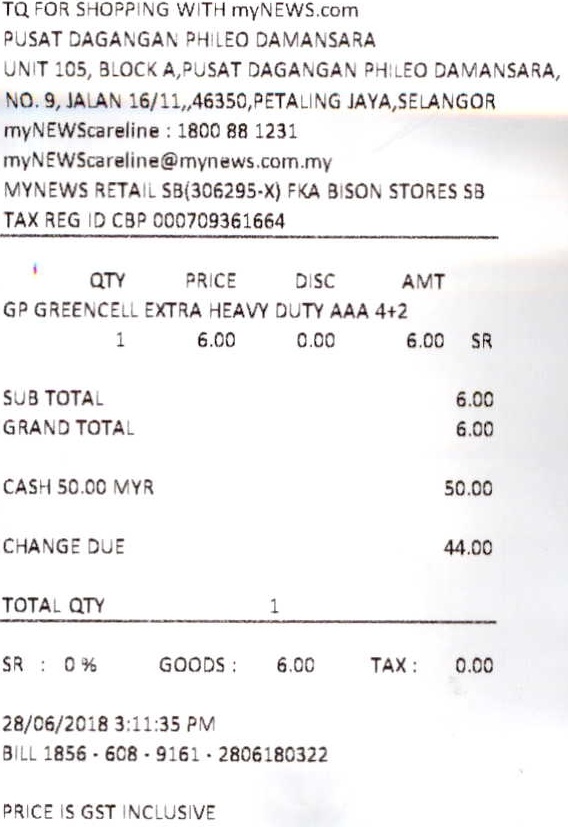 TQ FOR SHOPPING WITH myNEWS.com
PUSAT DAGANGAN PHILEO DAMANSARA
UNIT 105, BLOCK A,PUSAT DAGANGAN PHILEO DAMANSARA,
NO. 9, JALAN 16/11,,46350,PETALING JAYA,SELANGOR
myNEWScareline : 1800 88 1231
myNEWScareline@mynews.com.my
MYNEWS RETAIL SB(306295-X) FKA BISON STORES SB
TAX REG ID CBP 000709361664
QTY PRICE DISC AMT
GP GREENCELL EXTRA HEAVY DUTY AAA 4+2
1 6.00 0.00 6.00 SR
SUB TOTAL 6.00
GRAND TOTAL 6.00
CASH 50.00 MYR 50.00
CHANGE DUE 44.00
TOTAL QTY 1
SR : 0 % GOODS : 6.00 TAX : 0.00
28/06/2018 3:11:35 PM
BILL 1856 - 608 - 9161 - 2806180322
PRICE IS GST INCLUSIVE